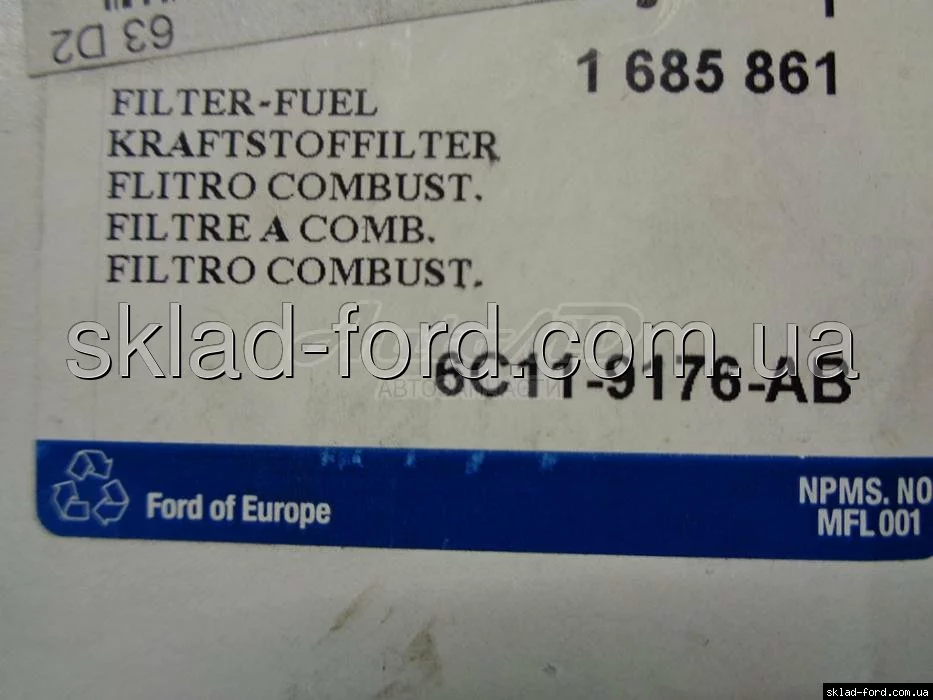 63 D2
1 685 861
FILTER-FUEL
KRAFTSTOFFILTER
FLITRO COMBUST.
FILTRE A COMB.
FILTRO COMBUST.
sklad-ford.com.ua
АВТОЗАПЧАСТИ
6C11-9176-AB
Ford of Europe
NPMS. NO
MFL 001
sklad-ford.com.ua